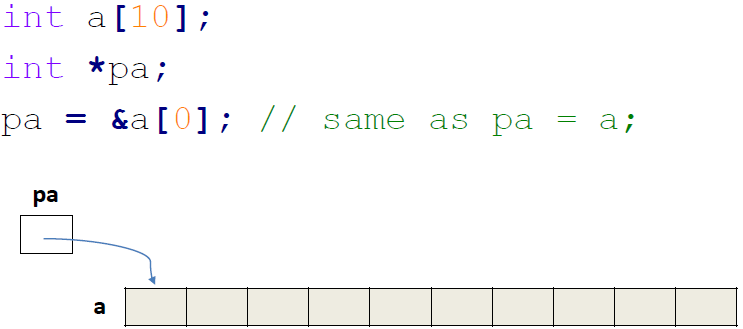 int a[10];
int *pa;
pa = &a[0]; // same as pa = a;
pa
a